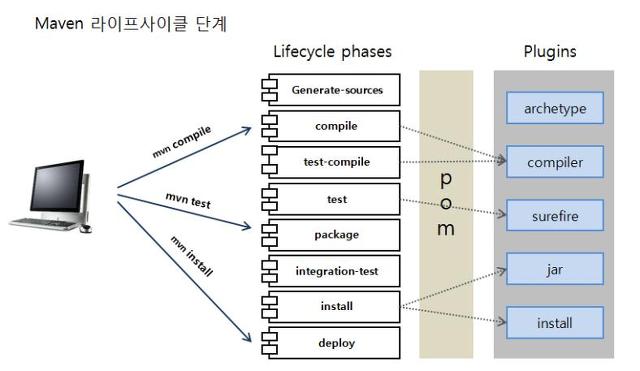 Maven 라이프사이클 단계
Lifecycle phases
Plugins
Generate-sources
compile
test-compile
test
package
integration-test
install
deploy
mvn compile
mvn test
mvn install
pom
archetype
compiler
surefire
jar
install